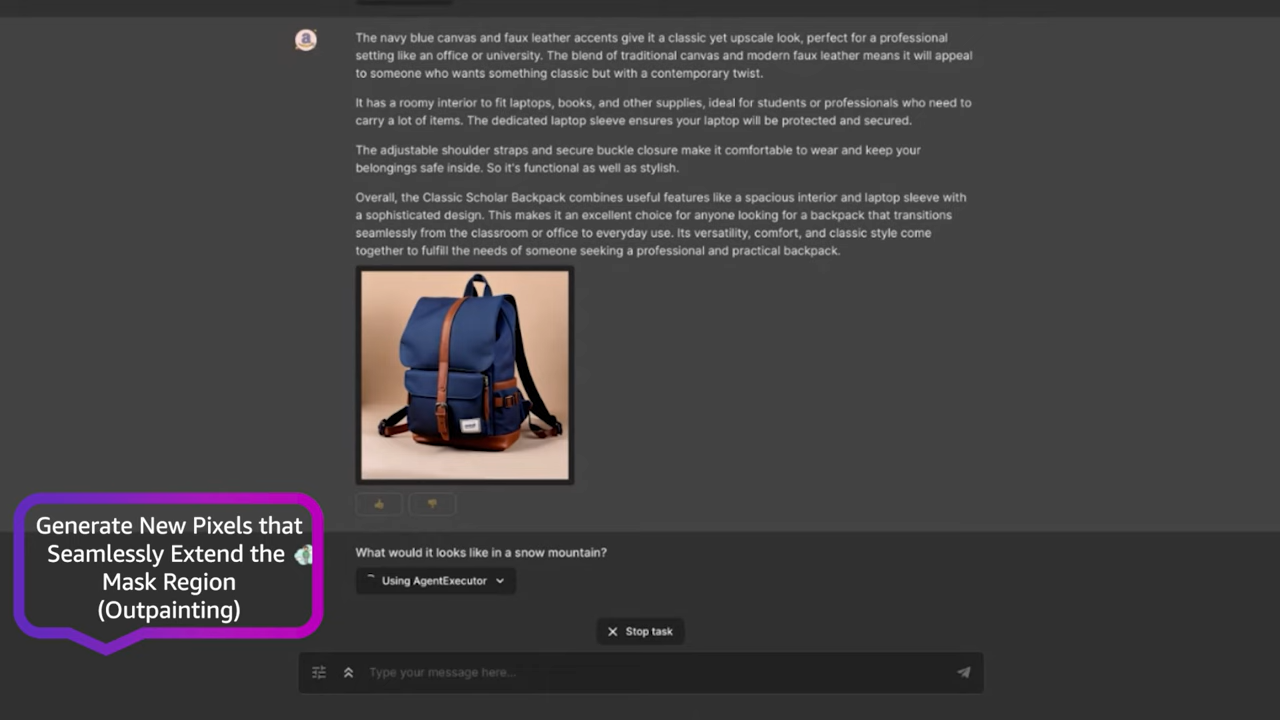 The navy blue canvas and faux leather accents give it a classic yet upscale look, perfect for a professional
setting like an office or university. The blend of traditional canvas and modern faux leather means it will appeal
to someone who wants something classic but with a contemporary twist.
It has a roomy interior to fit laptops, books, and other supplies, ideal for students or professionals who need to
carry a lot of items. The dedicated laptop sleeve ensures your laptop will be protected and secured.
The adjustable shoulder straps and secure buckle closure make it comfortable to wear and keep your
belongings safe inside. So it's functional as well as stylish.
Overall, the Classic Scholar Backpack combines useful features like a spacious interior and laptop sleeve with
a sophisticated design. This makes it an excellent choice for anyone looking for a backpack that transitions
seamlessly from the classroom or office to everyday use. Its versatility, comfort, and classic style come
together to fulfill the needs of someone seeking a professional and practical backpack.
Generate New Pixels that
Seamlessly Extend the
Mask Region
(Outpainting)
What would it looks like in a snow mountain?
Using AgentExecutor
Stop task
Type your message here...